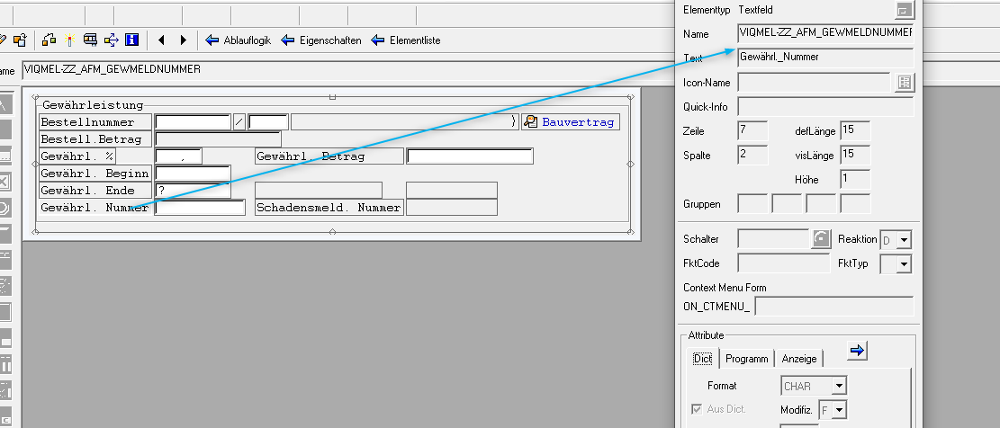 Ablauflogik Eigenschaften Elementliste
ame VIQMEL-ZZ_AFM_GEWMELDNUMMER
Gewährleistung
Bestellnummer / ) Bauvertrag
Bestell.Betrag
Gewährl. % , Gewährl. Betrag
Gewährl. Beginn
Gewährl. Ende ?
Gewährl. Nummer Schadensmeld. Nummer
Elementtyp Textfeld
Name VIQMEL-ZZ_AFM_GEWMELDNUMMER
Text Gewährl._Nummer
Icon-Name
Quick-Info
Zeile 7 defLänge 15
Spalte 2 visLänge 15
Höhe 1
Gruppen
Schalter Reaktion D
FktCode FktTyp
Context Menu Form
ON_CTMENU_
Attribute
Dict Programm Anzeige
Format CHAR
Aus Dict. Modifiz. F